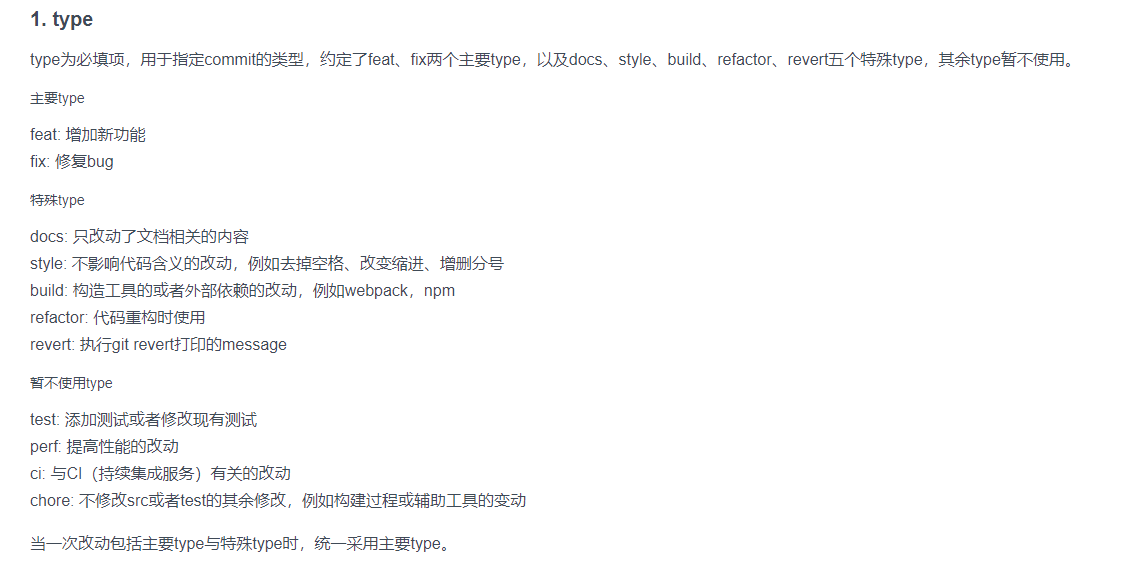 1. type
type为必填项，用于指定commit的类型，约定了feat、fix两个主要type，以及docs、style、build、refactor、revert五个特殊type，其余type暂不使用。
主要type
feat: 增加新功能
fix: 修复bug
特殊type
docs: 只改动了文档相关的内容
style: 不影响代码含义的改动，例如去掉空格、改变缩进、增删分号
build: 构造工具的或者外部依赖的改动，例如webpack，npm
refactor: 代码重构时使用
revert: 执行git revert打印的message
暂不使用type
test: 添加测试或者修改现有测试
perf: 提高性能的改动
ci: 与CI（持续集成服务）有关的改动
chore: 不修改src或者test的其余修改，例如构建过程或辅助工具的变动
当一次改动包括主要type与特殊type时，统一采用主要type。